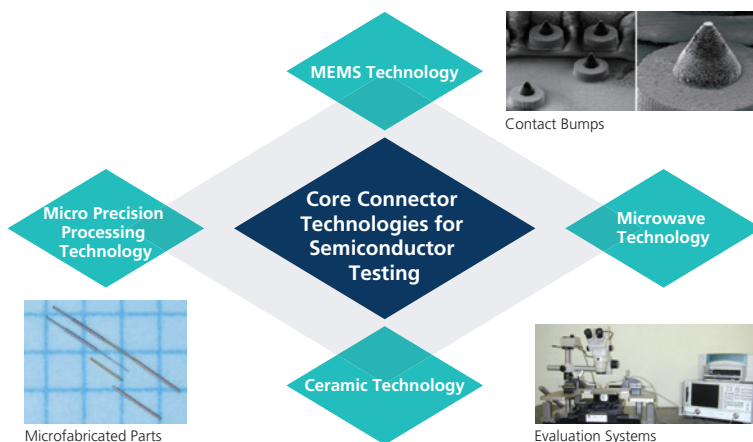 MEMS Technology
Contact Bumps
Micro Precision
Processing
Technology
Core Connector
Technologies for
Semiconductor
Testing
Microwave
Technology
Ceramic Technology
Microfabricated Parts
Evaluation Systems